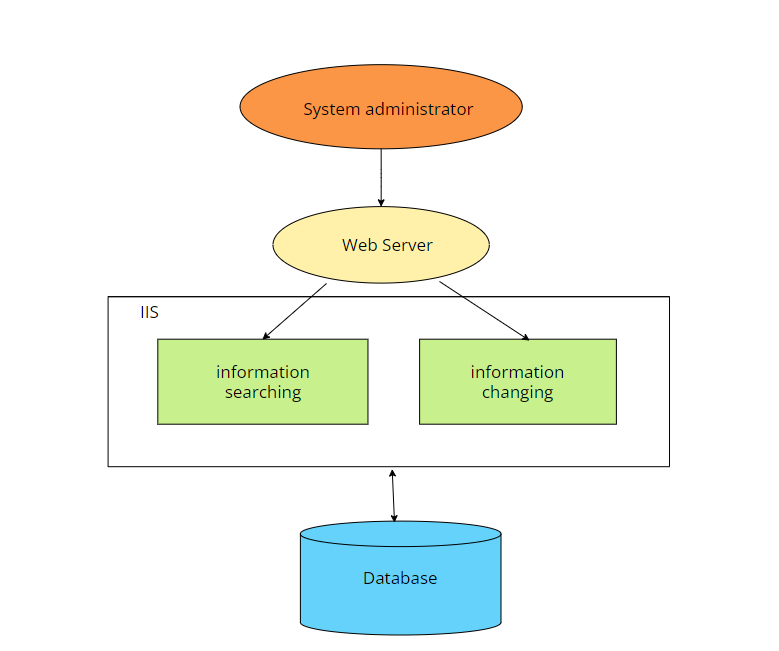 System administrator
Web Server
IIS
information
searching
information
changing
Database